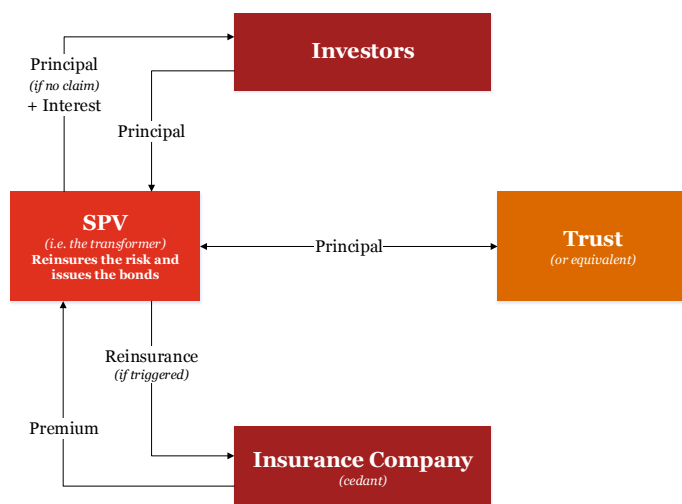 Investors
Principal
(if no claim)
+ Interest
Principal
SPV
(i.e. the transformer)
Reinsures the risk and
issues the bonds
Principal
Trust
(or equivalent)
Reinsurance
(if triggered)
Premium
Insurance Company
(cedant)